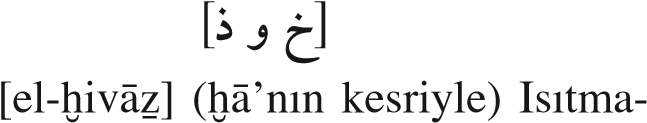 [خ و ذ]
[el-ḫivāẕ] (ḫā’nın kesriyle) Isıtma-